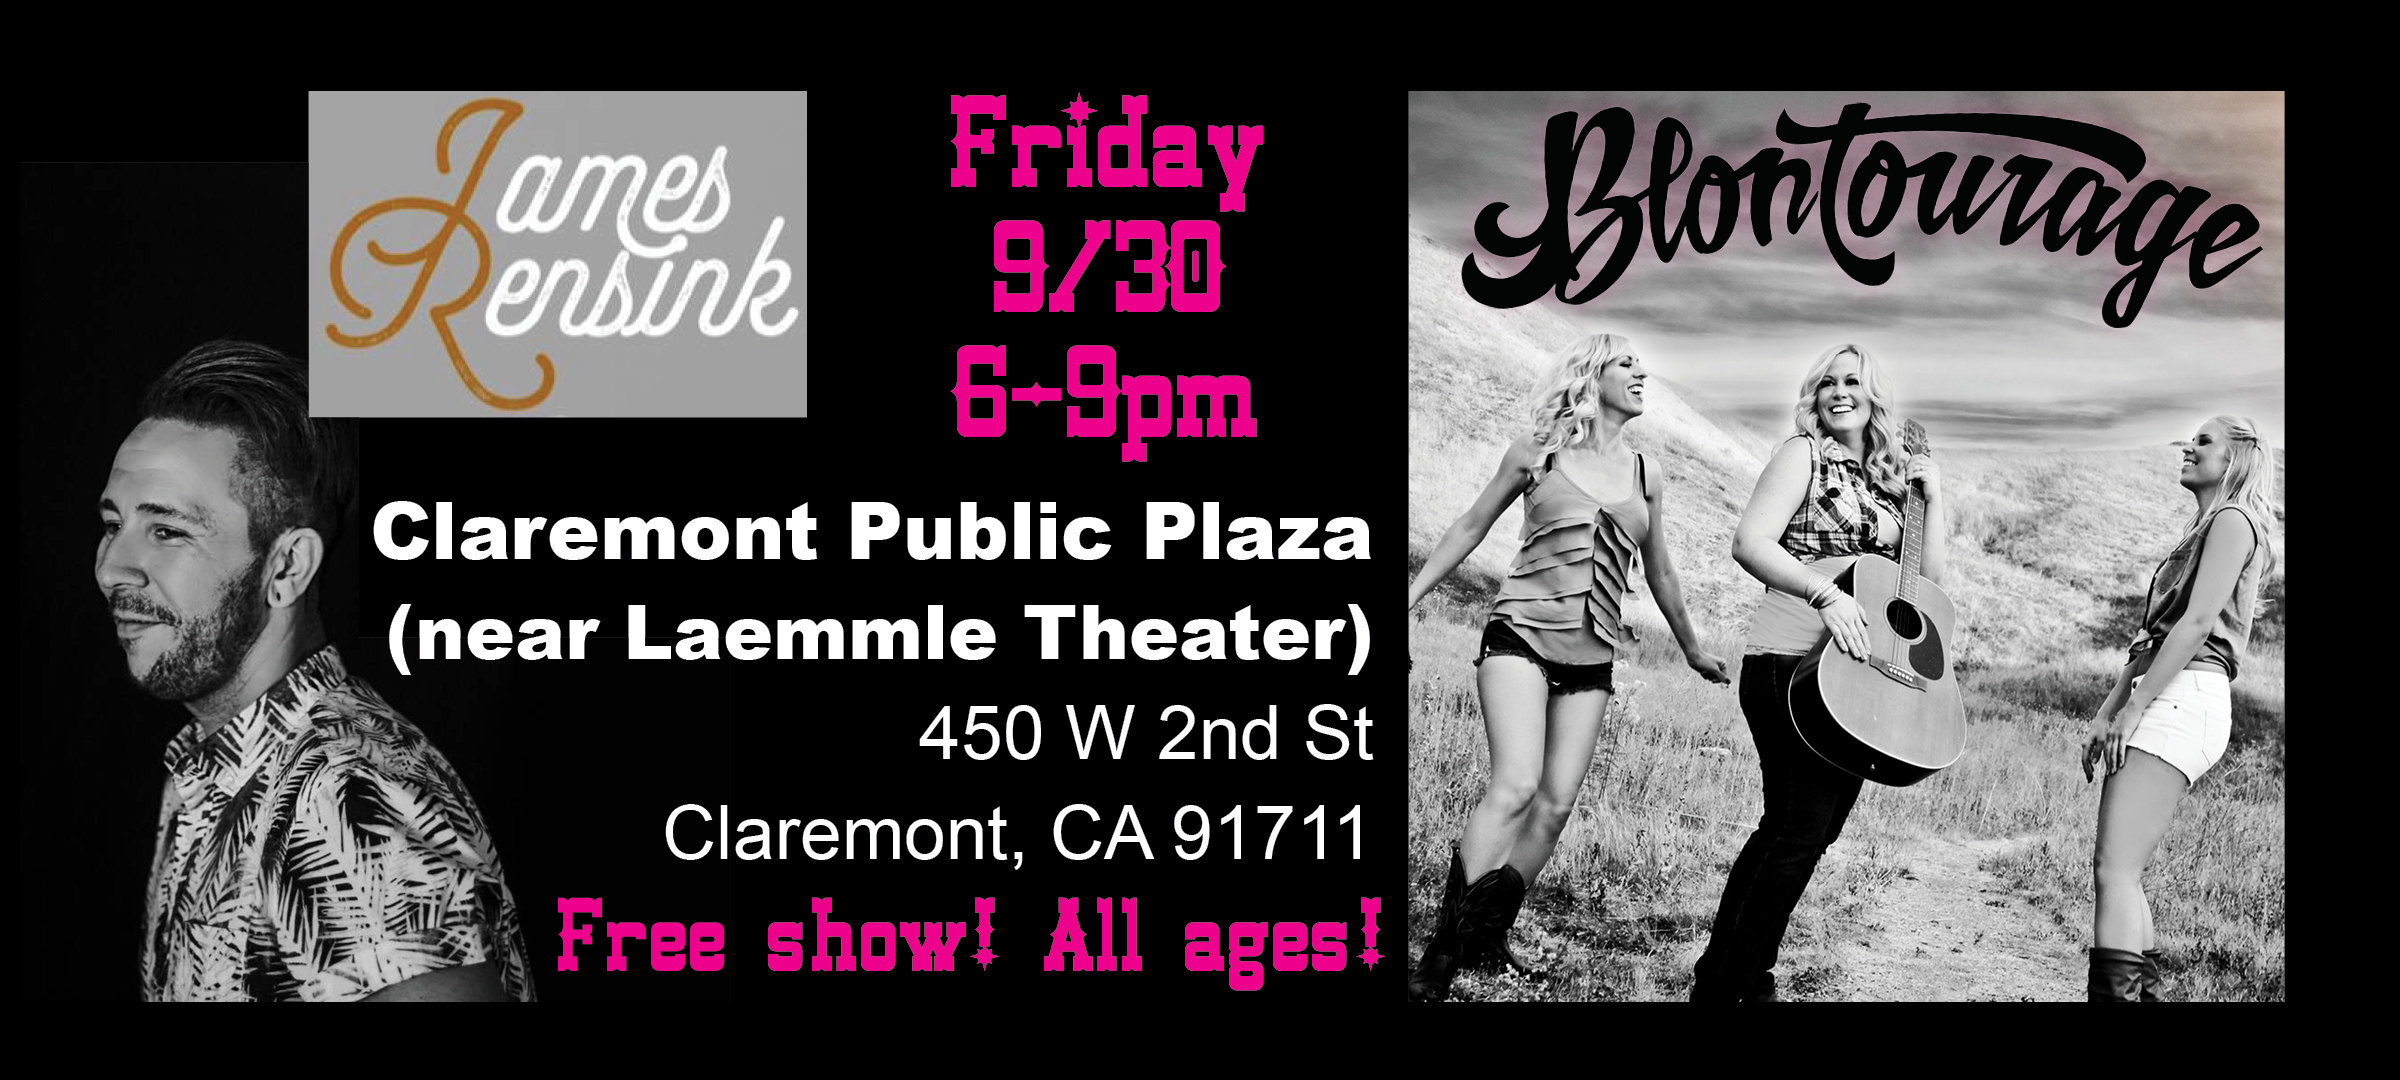 James
Rensink
Friday
9/30
6-9pm
Claremont Public Plaza
(near Laemmle Theater)
450 W 2nd St
Claremont, CA 91711
Free show! All ages!
Blontourage